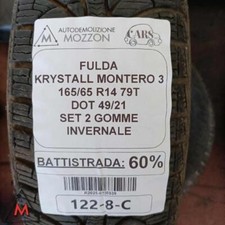 AUTODEMOLIZIONE
MOZZON
CARS
FULDA
KRYSTALL MONTERO 3
165/65 R14 79T
DOT 49/21
SET 2 GOMME
INVERNALE
BATTISTRADA: 60%
122-8-C